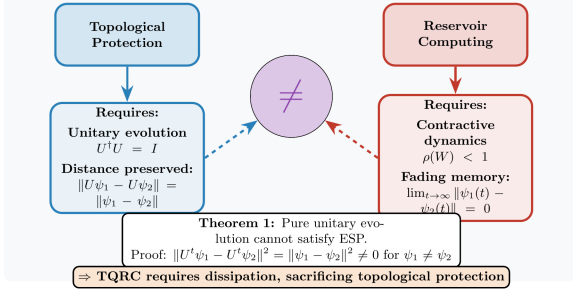 Topological
Protection
Reservoir
Computing
≠
Requires:
Unitary evolution
U†U = I
Distance preserved:
‖Uψ₁ − Uψ₂‖ =
‖ψ₁ − ψ₂‖
Requires:
Contractive
dynamics
ρ(W) < 1
Fading memory:
lim_{t→∞} ‖ψ₁(t) −
ψ₂(t)‖ = 0
Theorem 1: Pure unitary evo-
lution cannot satisfy ESP.
Proof: ‖Uᵗψ₁ − Uᵗψ₂‖² = ‖ψ₁ − ψ₂‖² ≠ 0 for ψ₁ ≠ ψ₂
⇒ TQRC requires dissipation, sacrificing topological protection